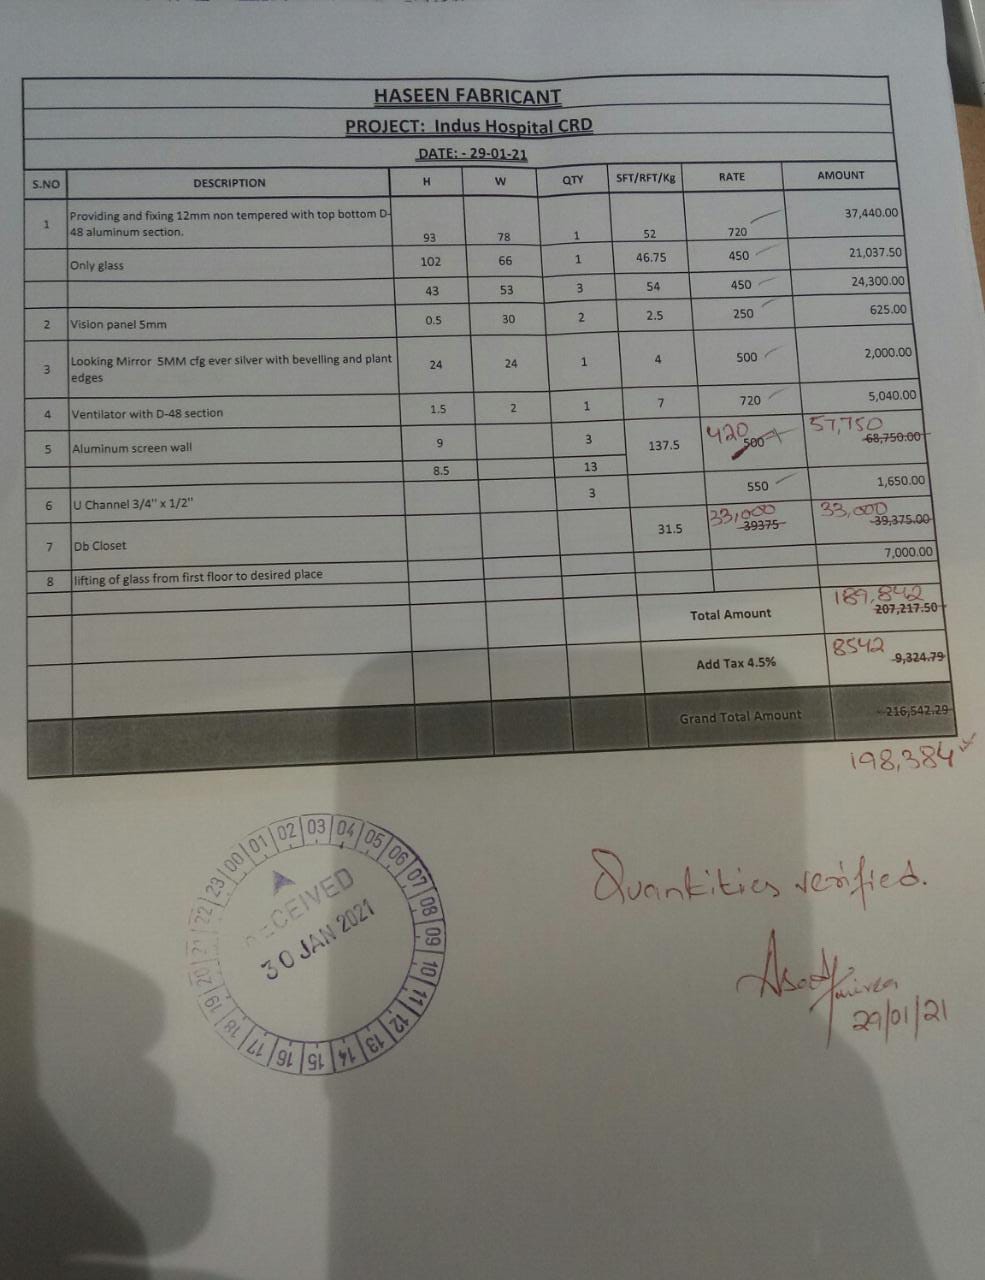 HASEEN FABRICANT
PROJECT: Indus Hospital CRD
DATE: - 29-01-21
S.NO DESCRIPTION H W QTY SFT/RFT/Kg RATE AMOUNT
1 Providing and fixing 12mm non tempered with top bottom D-
48 aluminum section. 93 78 1 52 720 37,440.00
Only glass 102 66 1 46.75 450 21,037.50
43 53 3 54 450 24,300.00
2 Vision panel 5mm 0.5 30 2 2.5 250 625.00
3 Looking Mirror 5MM cfg ever silver with bevelling and plant
edges 24 24 1 4 500 2,000.00
4 Ventilator with D-48 section 1.5 2 1 7 720 5,040.00
420 57,750
5 Aluminum screen wall 9 3 137.5 500 68,750.00
8.5 13
6 U Channel 3/4" x 1/2" 3 550 1,650.00
33,000 33,000
7 Db Closet 31.5 39375 39,375.00
8 lifting of glass from first floor to desired place 7,000.00
189,842
Total Amount 207,217.50
8542
Add Tax 4.5% 9,324.79
Grand Total Amount 216,542.29
198,384
00 01 02 03 04 05 06 07 08 09 10 11 12 13 14 15 16 17 18 19 20 21 22 23
RECEIVED
30 JAN 2021
Quantities verified.
29/01/21